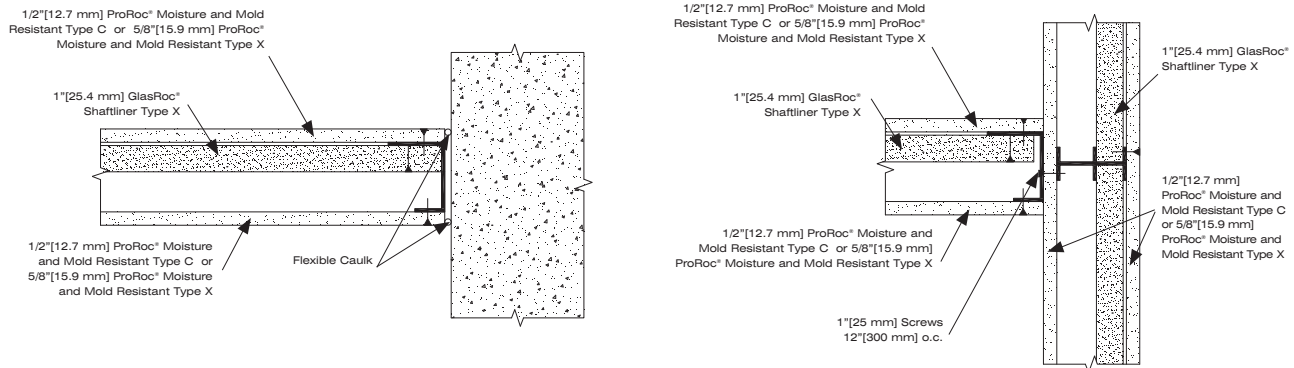 1/2"[12.7 mm] ProRoc® Moisture and Mold
Resistant Type C or 5/8"[15.9 mm] ProRoc®
Moisture and Mold Resistant Type X
1"[25.4 mm] GlasRoc®
Shaftliner Type X
1/2"[12.7 mm] ProRoc® Moisture
and Mold Resistant Type C or
5/8"[15.9 mm] ProRoc® Moisture
and Mold Resistant Type X
Flexible Caulk
1/2"[12.7 mm] ProRoc® Moisture and Mold
Resistant Type C or 5/8"[15.9 mm] ProRoc®
Moisture and Mold Resistant Type X
1"[25.4 mm] GlasRoc®
Shaftliner Type X
1/2"[12.7 mm] ProRoc® Moisture and
Mold Resistant Type C or 5/8"[15.9 mm]
ProRoc® Moisture and Mold Resistant Type X
1"[25 mm] Screws
12"[300 mm] o.c.
1"[25.4 mm] GlasRoc®
Shaftliner Type X
1/2"[12.7 mm]
ProRoc® Moisture and
Mold Resistant Type C
or 5/8"[15.9 mm]
ProRoc® Moisture and
Mold Resistant Type X